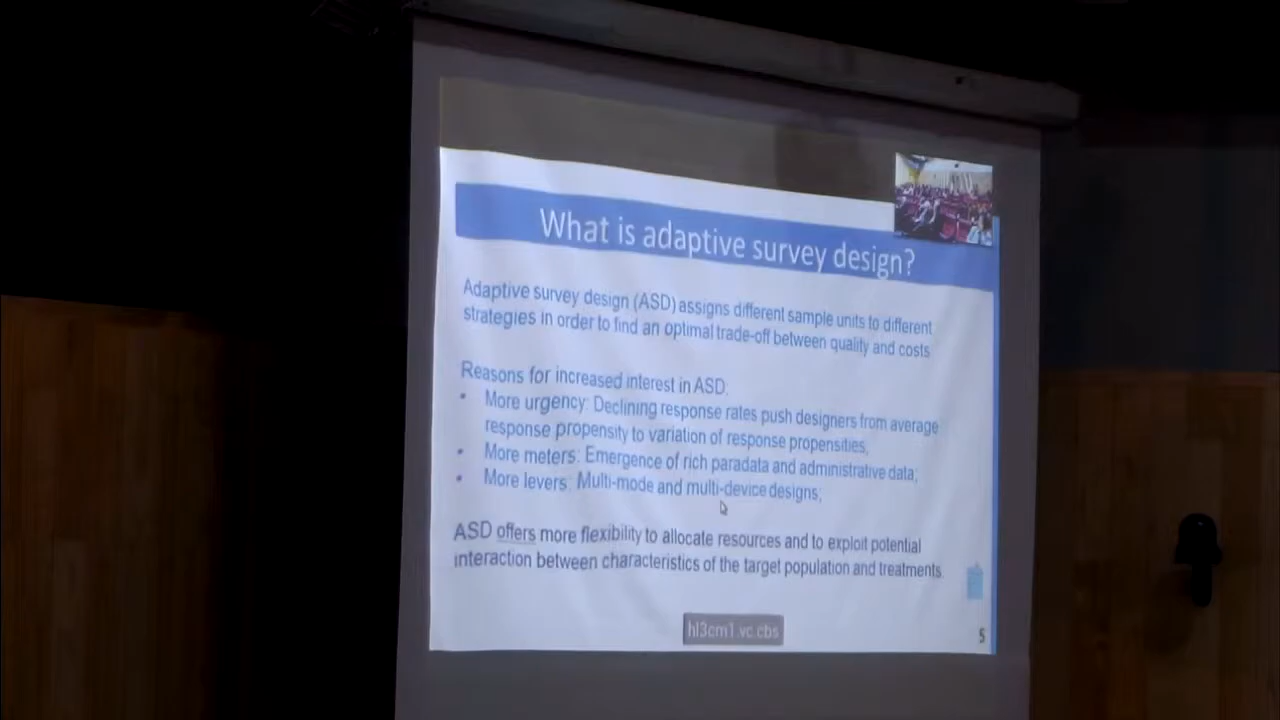 What is adaptive survey design?
Adaptive survey design (ASD) assigns different sample units to different
strategies in order to find an optimal trade-off between quality and costs
Reasons for increased interest in ASD:
• More urgency: Declining response rates push designers from average
response propensity to variation of response propensities;
• More meters: Emergence of rich paradata and administrative data;
• More levers: Multi-mode and multi-device designs;
ASD offers more flexibility to allocate resources and to exploit potential
interaction between characteristics of the target population and treatments.
hl3cm1.vc.cbs
5